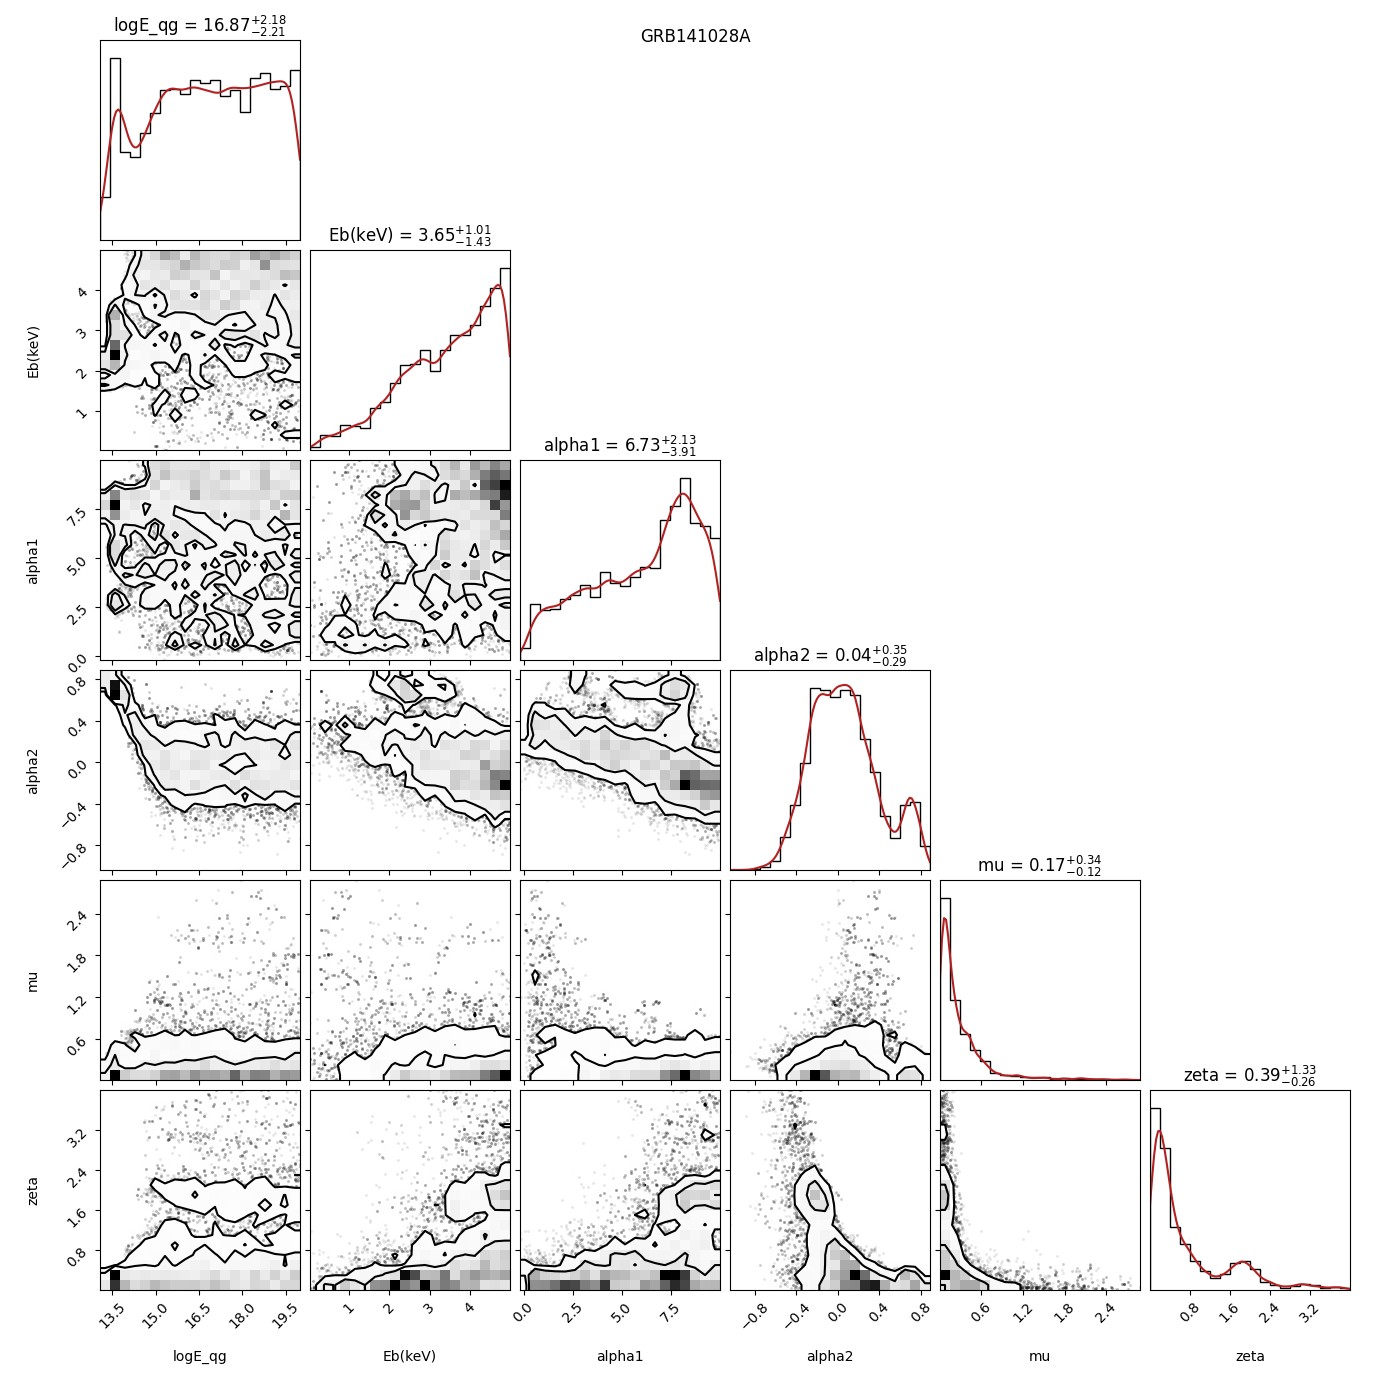 GRB141028A
logE_qg = 16.87+2.18 −2.21
Eb(keV) = 3.65+1.01 −1.43
4
3
2
1
Eb(keV)
alpha1 = 6.73+2.13 −3.91
7.5
5.0
2.5
0.0
alpha1
alpha2 = 0.04+0.35 −0.29
0.8
0.4
0.0
−0.4
−0.8
alpha2
mu = 0.17+0.34 −0.12
2.4
1.8
1.2
0.6
mu
zeta = 0.39+1.33 −0.26
3.2
2.4
1.6
0.8
zeta
13.5 15.0 16.5 18.0 19.5 1 2 3 4 0.0 2.5 5.0 7.5 −0.8 −0.4 0.0 0.4 0.8 0.6 1.2 1.8 2.4 0.8 1.6 2.4 3.2
logE_qg Eb(keV) alpha1 alpha2 mu zeta